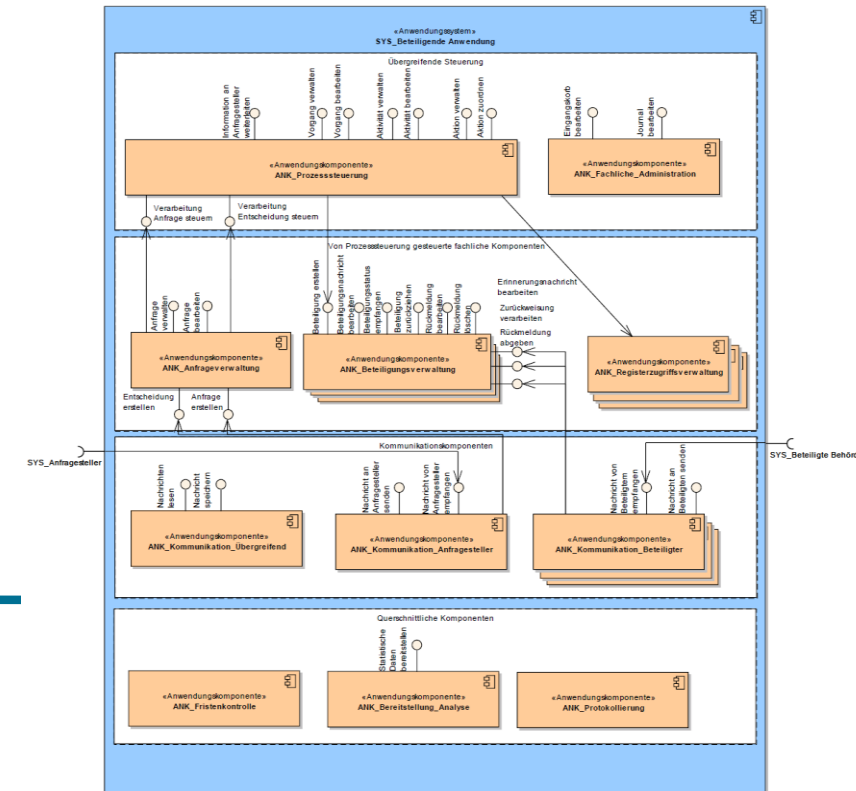 «Anwendungssystem»
SYS_Beteiligende Anwendung
Übergreifende Steuerung
Information an
Anfragesteller
weiterleiten
Vorgang verwalten
Vorgang bearbeiten
Aktivität verwalten
Aktivität bearbeiten
Aktion verwalten
Aktion zuordnen
Eingangskorb
bearbeiten
Journal
bearbeiten
«Anwendungskomponente»
ANK_Prozesssteuerung
«Anwendungskomponente»
ANK_Fachliche_Administration
Verarbeitung
Anfrage steuern
Verarbeitung
Entscheidung steuern
Von Prozesssteuerung gesteuerte fachliche Komponenten
Anfrage
verwalten
Anfrage
bearbeiten
Beteiligung erstellen
Beteiligungsnachricht
bearbeiten
Beteiligungsstatus
empfangen
Beteiligung
zurückziehen
Rückmeldung
bearbeiten
Rückmeldung
löschen
Erinnerungsnachricht
bearbeiten
Zurückweisung
verarbeiten
Rückmeldung
abgeben
«Anwendungskomponente»
ANK_Anfrageverwaltung
«Anwendungskomponente»
ANK_Beteiligungsverwaltung
«Anwendungskomponente»
ANK_Registerzugriffsverwaltung
Entscheidung
erstellen
Anfrage
erstellen
Kommunikationskomponenten
SYS_Anfragesteller
SYS_Beteiligte Behörd
Nachrichten
lesen
Nachricht
speichern
Nachricht an
Anfragesteller
senden
Nachricht von
Anfragesteller
empfangen
Nachricht von
Beteiligtem
empfangen
Nachricht an
Beteiligten senden
«Anwendungskomponente»
ANK_Kommunikation_Übergreifend
«Anwendungskomponente»
ANK_Kommunikation_Anfragesteller
«Anwendungskomponente»
ANK_Kommunikation_Beteiligter
Querschnittliche Komponenten
Statistische
Daten
bereitstellen
«Anwendungskomponente»
ANK_Fristenkontrolle
«Anwendungskomponente»
ANK_Bereitstellung_Analyse
«Anwendungskomponente»
ANK_Protokollierung